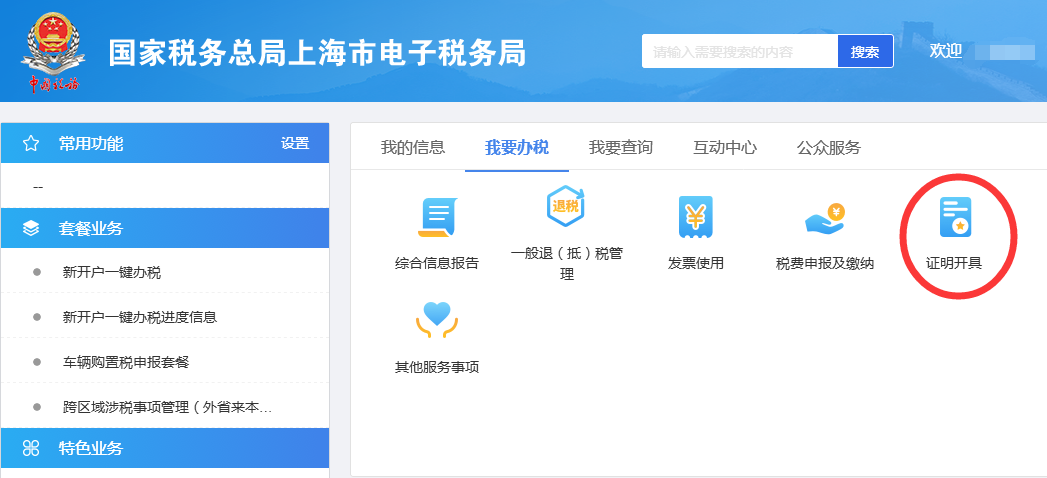 国家税务总局上海市电子税务局
中国税务
请输入需要搜索的内容
搜索
欢迎
常用功能
设置
--
套餐业务
新开户一键办税
新开户一键办税进度信息
车辆购置税申报套餐
跨区域涉税事项管理（外省来本...
特色业务
我的信息
我要办税
我要查询
互动中心
公众服务
综合信息报告
退税
一般退（抵）税管
理
发票使用
税费申报及缴纳
证明开具
其他服务事项